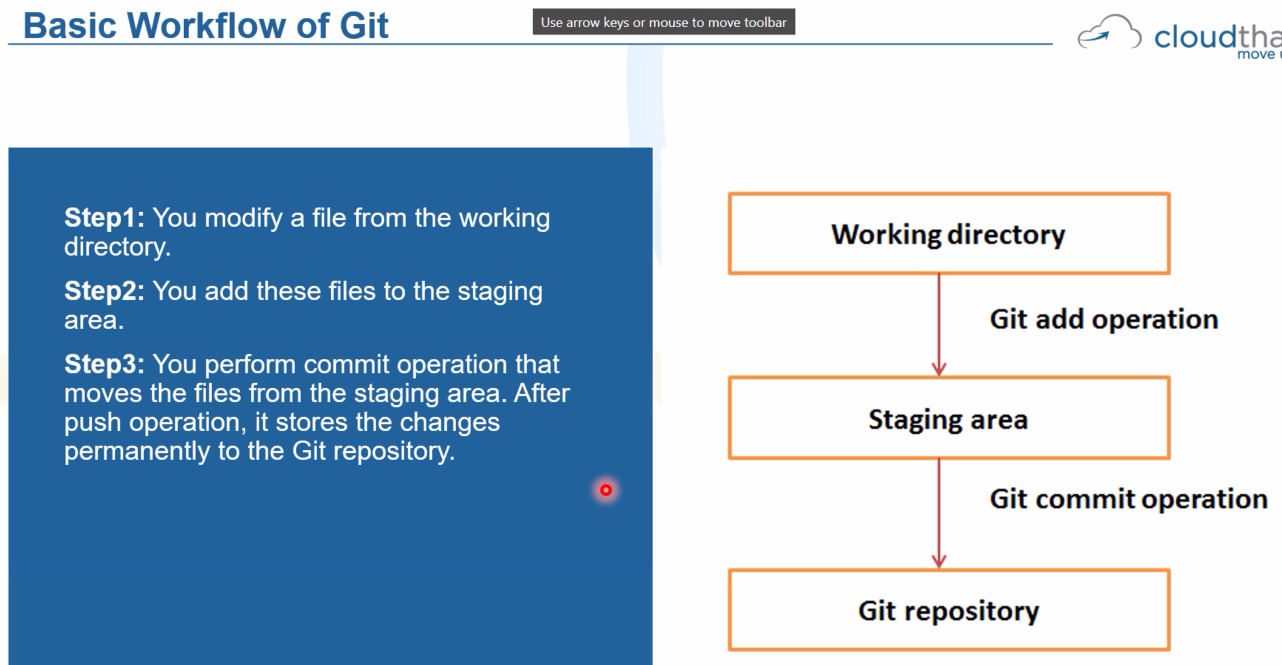 Basic Workflow of Git
Use arrow keys or mouse to move toolbar
cloudtha
move u
Step1: You modify a file from the working
directory.
Step2: You add these files to the staging
area.
Step3: You perform commit operation that
moves the files from the staging area. After
push operation, it stores the changes
permanently to the Git repository.
Working directory
Git add operation
Staging area
Git commit operation
Git repository